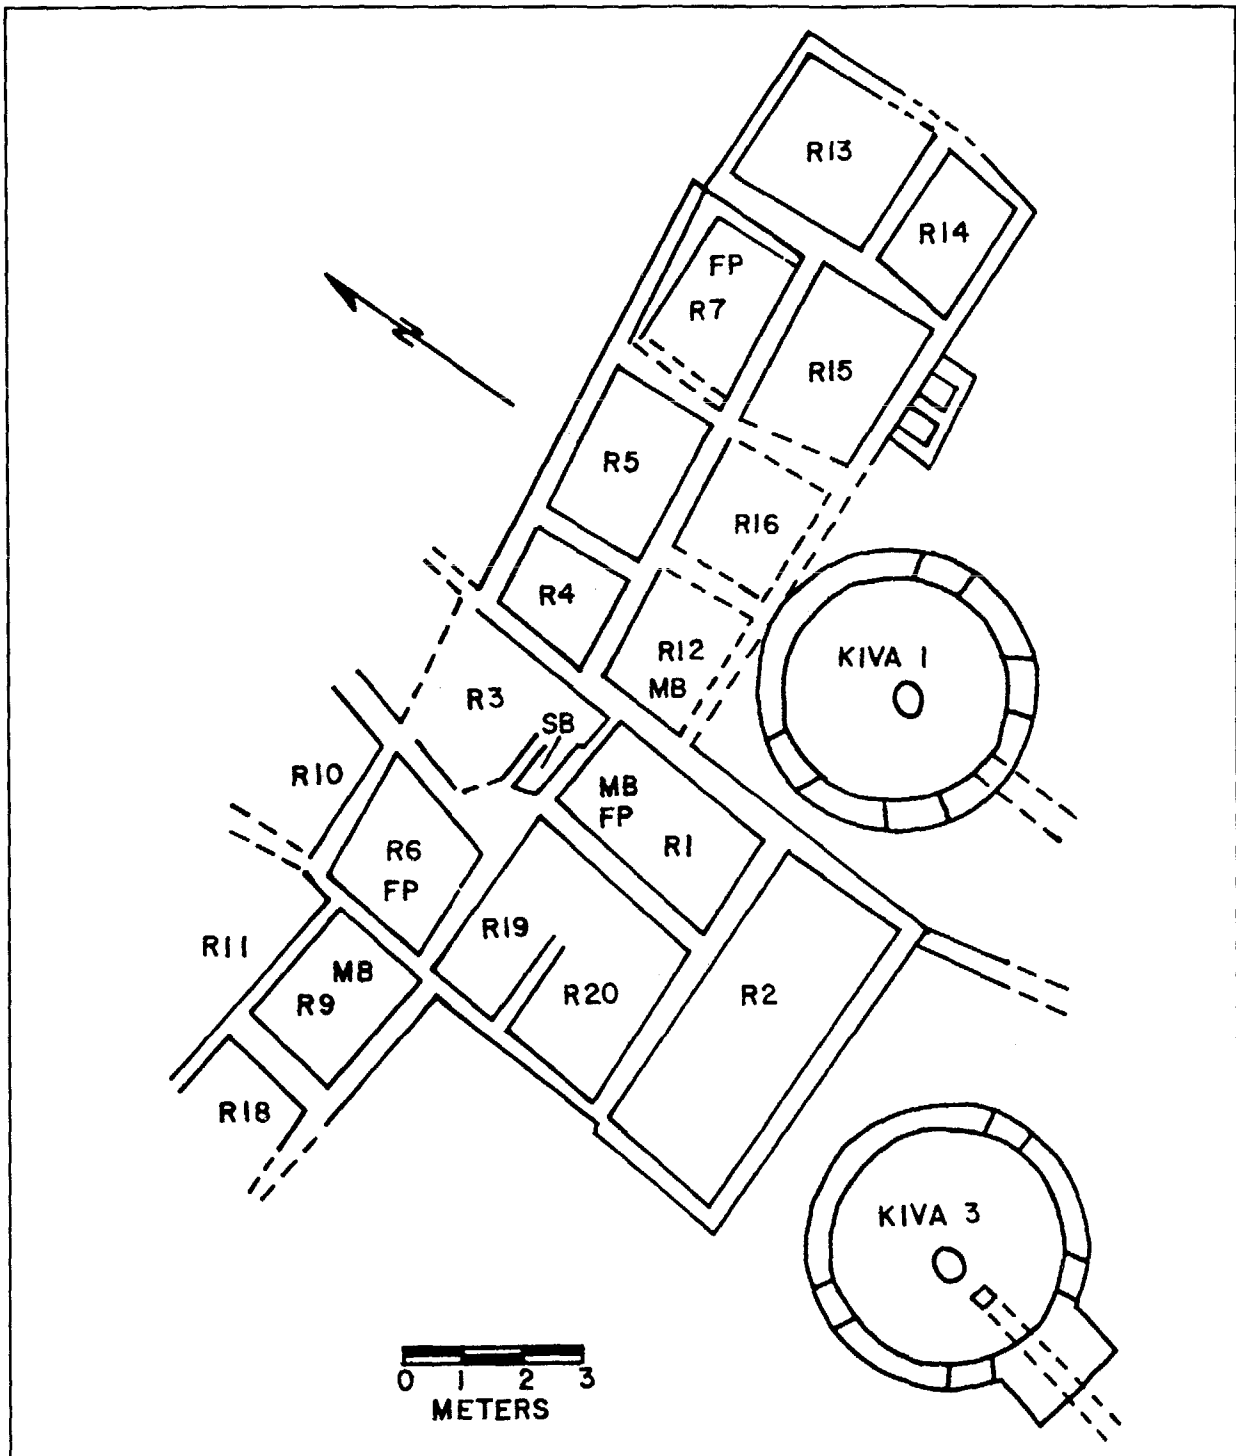 R13
R14
FP
R7
N
R15
R5
R16
R4
R12
MB
KIVA 1
R3
SB
R10
MB
FP
R1
R6
FP
R19
R11
MB
R9
R20
R2
R18
KIVA 3
0 1 2 3
METERS